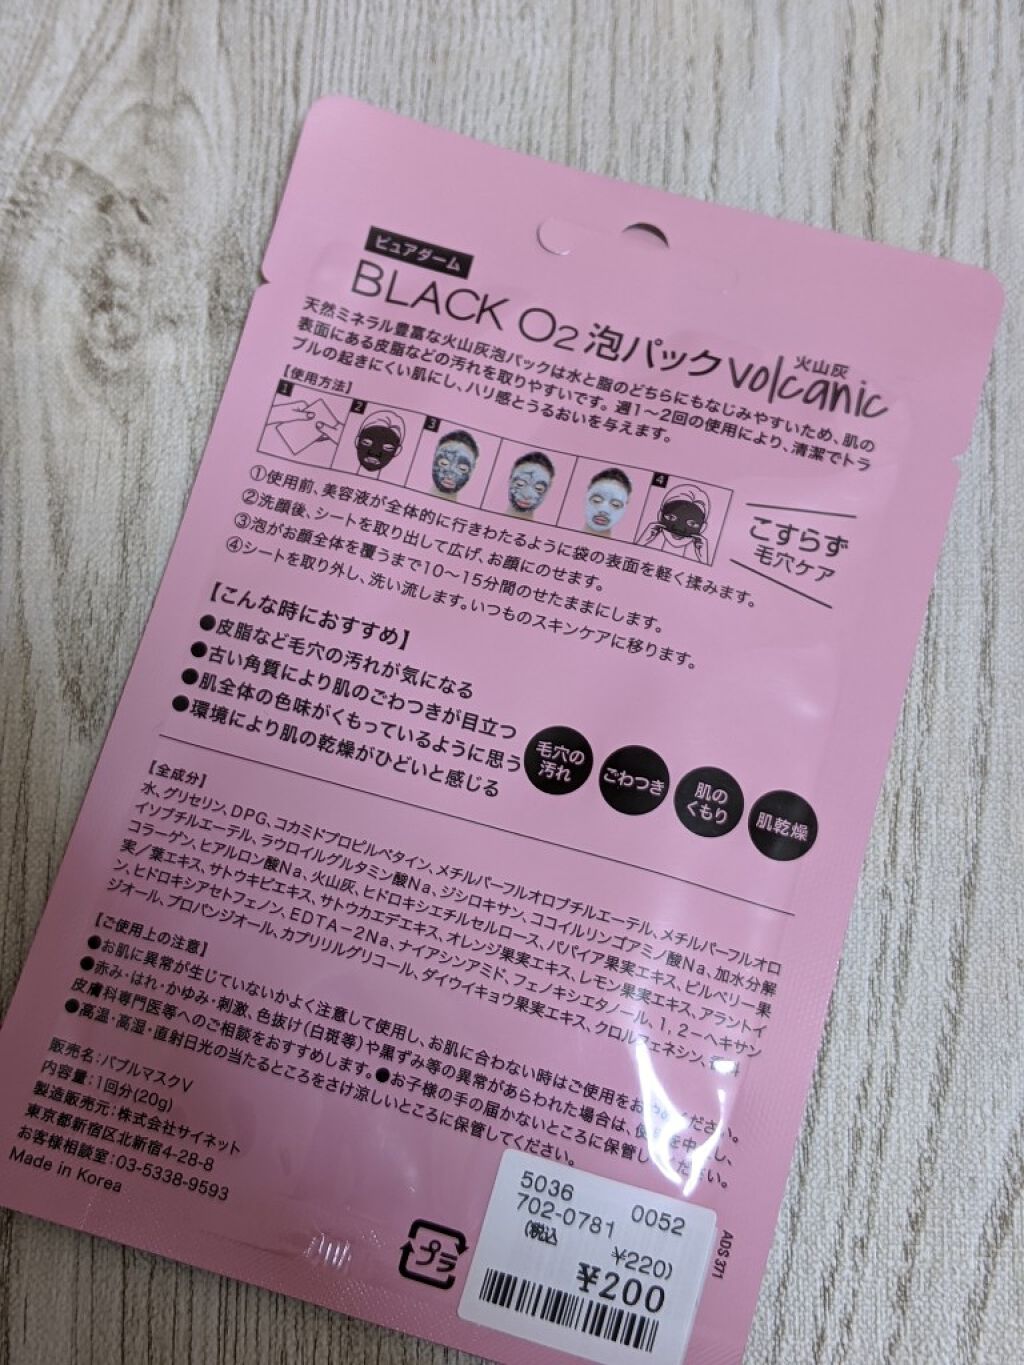 ピュアダーム
BLACK O2 泡パック volcanic
火山灰
天然ミネラル豊富な火山灰泡パックは水と脂のどちらにもなじみやすいため、肌の
表面にある皮脂などの汚れを取りやすいです。週1～2回の使用により、清潔でトラ
ブルの起きにくい肌にし、ハリ感とうるおいを与えます。
【使用方法】
1 2 3 4
①使用前、美容液が全体的に行きわたるように袋の表面を軽く揉みます。
②洗顔後、シートを取り出して広げ、お顔にのせます。
③泡がお顔全体を覆うまで10～15分間のせたままにします。
④シートを取り外し、洗い流します。いつものスキンケアに移ります。
こすらず
毛穴ケア
【こんな時におすすめ】
●皮脂など毛穴の汚れが気になる
●古い角質により肌のごわつきが目立つ
●肌全体の色味がくもっているように思う
●環境により肌の乾燥がひどいと感じる
毛穴の
汚れ
ごわつき
肌の
くもり
肌乾燥
【全成分】
水、グリセリン、DPG、コカミドプロピルベタイン、メチルパーフルオロブチルエーテル、メチルパーフルオロ
イソブチルエーテル、ラウロイルグルタミン酸Na、ジシロキサン、ココイルリンゴアミノ酸Na、加水分解
コラーゲン、ヒアルロン酸Na、火山灰、ヒドロキシエチルセルロース、パパイア果実エキス、ビルベリー果
実／葉エキス、サトウキビエキス、サトウカエデエキス、オレンジ果実エキス、レモン果実エキス、アラントイ
ン、ヒドロキシアセトフェノン、EDTA－2Na、ナイアシンアミド、フェノキシエタノール、1，2－ヘキサン
ジオール、プロパンジオール、カプリリルグリコール、ダイウイキョウ果実エキス、クロルフェネシン、香料
【ご使用上の注意】
●お肌に異常が生じていないかよく注意して使用し、お肌に合わない時はご使用をおください。
●赤み・はれ・かゆみ・刺激、色抜け(白斑等)や黒ずみ等の異常があらわれた場合は、使を中し、
皮膚科専門医等へのご相談をおすすめします。●お子様の手の届かないところに保管してください。
●高温・高湿・直射日光の当たるところをさけ涼しいところに保管してください。
販売名：バブルマスクV
内容量：1回分(20g)
製造販売元：株式会社サイネット
東京都新宿区北新宿4-28-8
お客様相談室：03-5338-9593
Made in Korea
プラ
5036 0052
702-0781
(税込 ¥220)
¥200
ADS 371